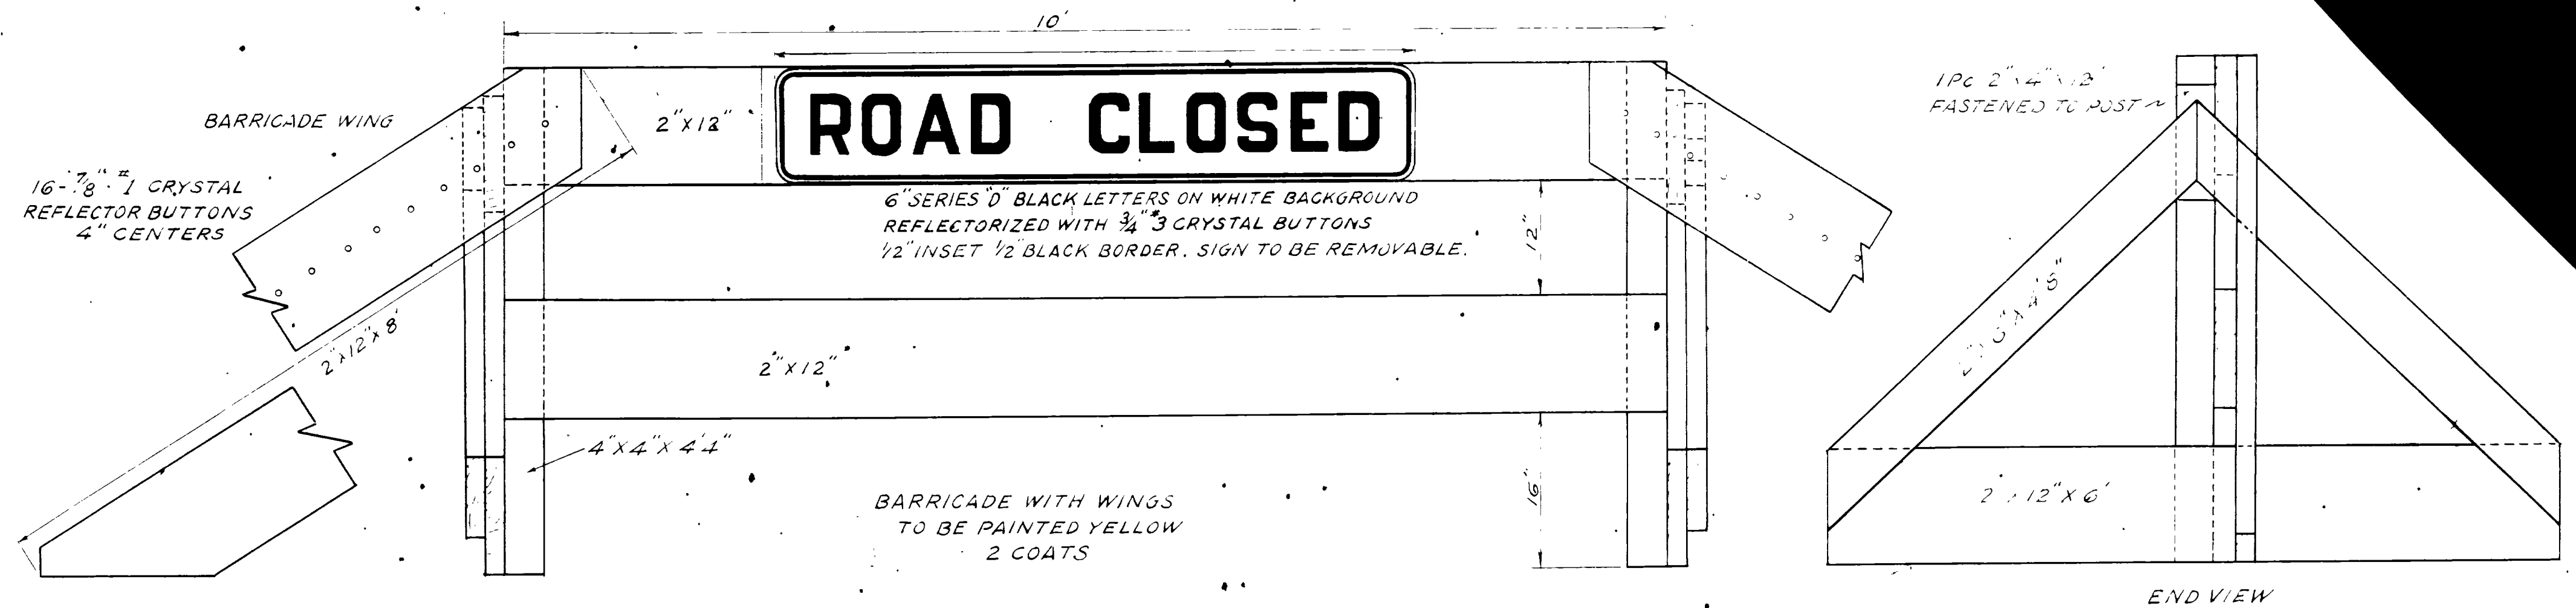 10'
BARRICADE WING
2"X12"
ROAD CLOSED
1PC 2"X4"X12"
FASTENED TO POST
16-7/8"-#1 CRYSTAL
REFLECTOR BUTTONS
4" CENTERS
6" SERIES "D" BLACK LETTERS ON WHITE BACKGROUND
REFLECTORIZED WITH 3/4" #3 CRYSTAL BUTTONS
1/2" INSET 1/2" BLACK BORDER. SIGN TO BE REMOVABLE.
12"
2"X12"X8'
2"X12"
4"X4"X4'4"
BARRICADE WITH WINGS
TO BE PAINTED YELLOW
2 COATS
16"
2"X12"X6'
END VIEW